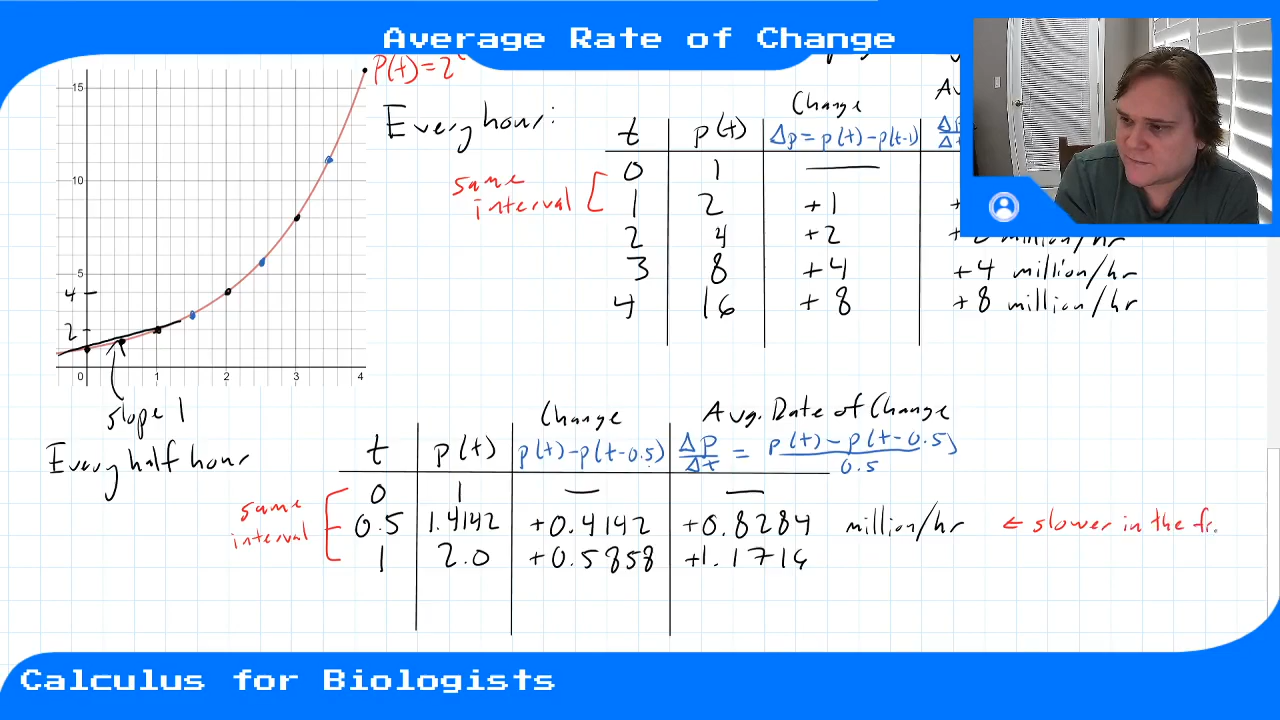 Average Rate of Change
P(t)=2
15
10
5
4
2
0 1 2 3 4
slope 1
Every hour:
same interval
Change
t p(t) Δp = p(t)-p(t-1) Δp/Δt
0 1 —
1 2 +1
2 4 +2 million/hr
3 8 +4 +4 million/hr
4 16 +8 +8 million/hr
Every half hour
same interval
Change Avg. Rate of Change
t p(t) p(t)-p(t-0.5) Δp/Δt = p(t)-p(t-0.5)/0.5
0 1 — —
0.5 1.4142 +0.4142 +0.8284 million/hr ← slower in the fr.
1 2.0 +0.5858 +1.1716
Calculus for Biologists